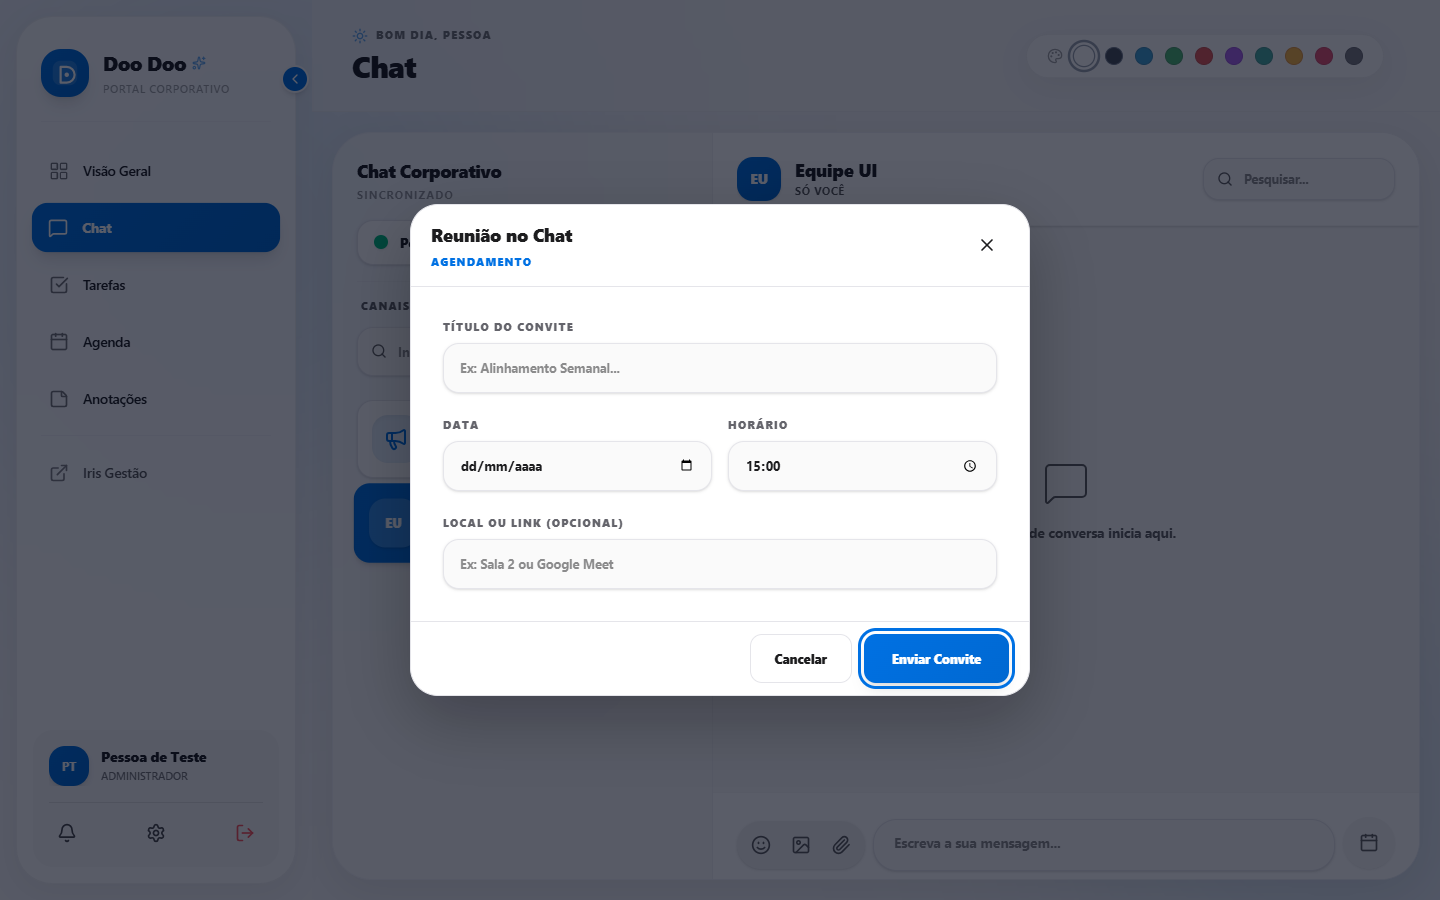 Doo Doo
PORTAL CORPORATIVO
BOM DIA, PESSOA
Chat
Visão Geral
Chat
Tarefas
Agenda
Anotações
Iris Gestão
Chat Corporativo
SINCRONIZADO
CANAIS
EU
EU
Equipe UI
SÓ VOCÊ
Pesquisar...
Reunião no Chat
AGENDAMENTO
TÍTULO DO CONVITE
Ex: Alinhamento Semanal...
DATA
HORÁRIO
dd/mm/aaaa
15:00
LOCAL OU LINK (OPCIONAL)
Ex: Sala 2 ou Google Meet
Cancelar
Enviar Convite
de conversa inicia aqui.
PT
Pessoa de Teste
ADMINISTRADOR
Escreva a sua mensagem...